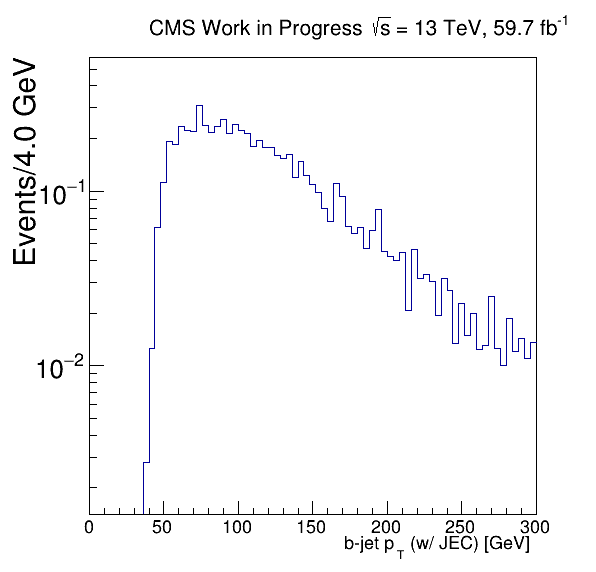 CMS Work in Progress √s = 13 TeV, 59.7 fb⁻¹
Events/4.0 GeV
10⁻¹
10⁻²
0 50 100 150 200 250 300
b-jet p_T (w/ JEC) [GeV]